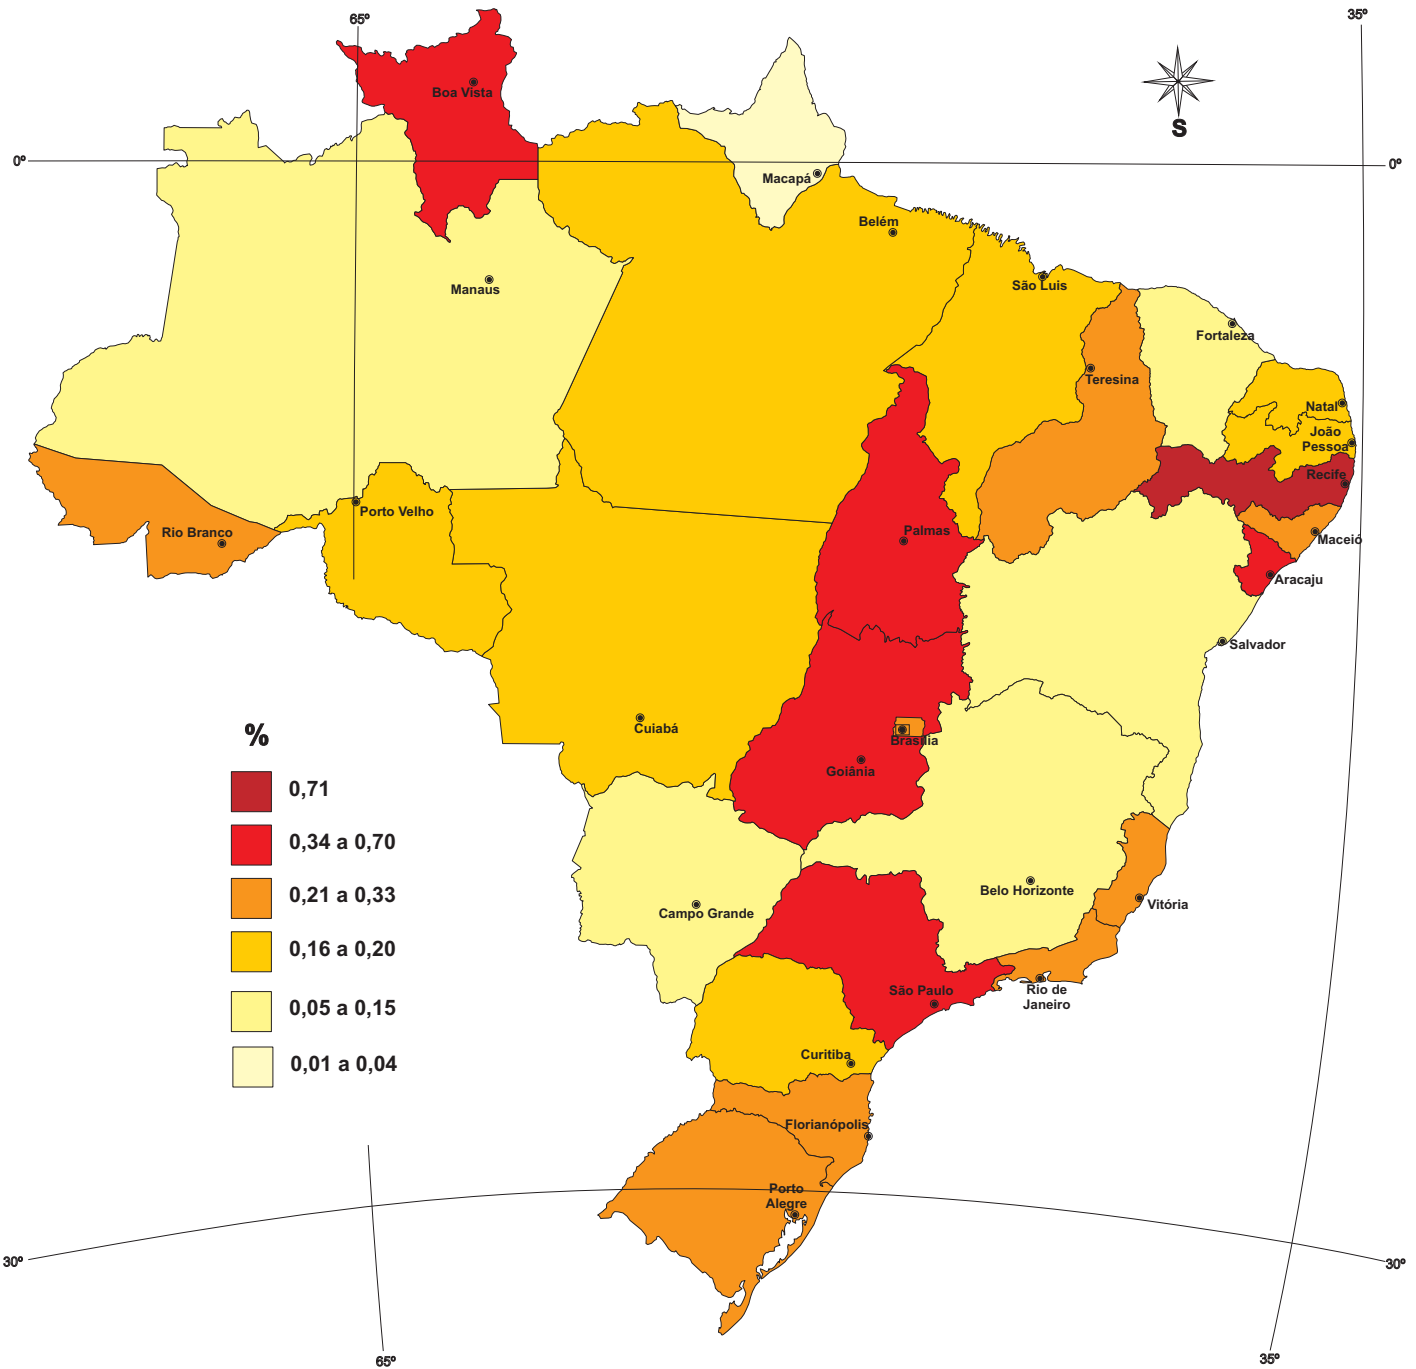 65º
35º
Boa Vista
S
0º
0º
Macapá
Belém
Manaus
São Luis
Fortaleza
Teresina
Natal
João
Pessoa
Recife
Porto Velho
Rio Branco
Palmas
Maceió
Aracaju
Salvador
Cuiabá
Brasília
Goiânia
%
0,71
0,34 a 0,70
0,21 a 0,33
0,16 a 0,20
0,05 a 0,15
0,01 a 0,04
Belo Horizonte
Campo Grande
Vitória
São Paulo
Rio de
Janeiro
Curitiba
Florianópolis
Porto
Alegre
30º
30º
65º
35º